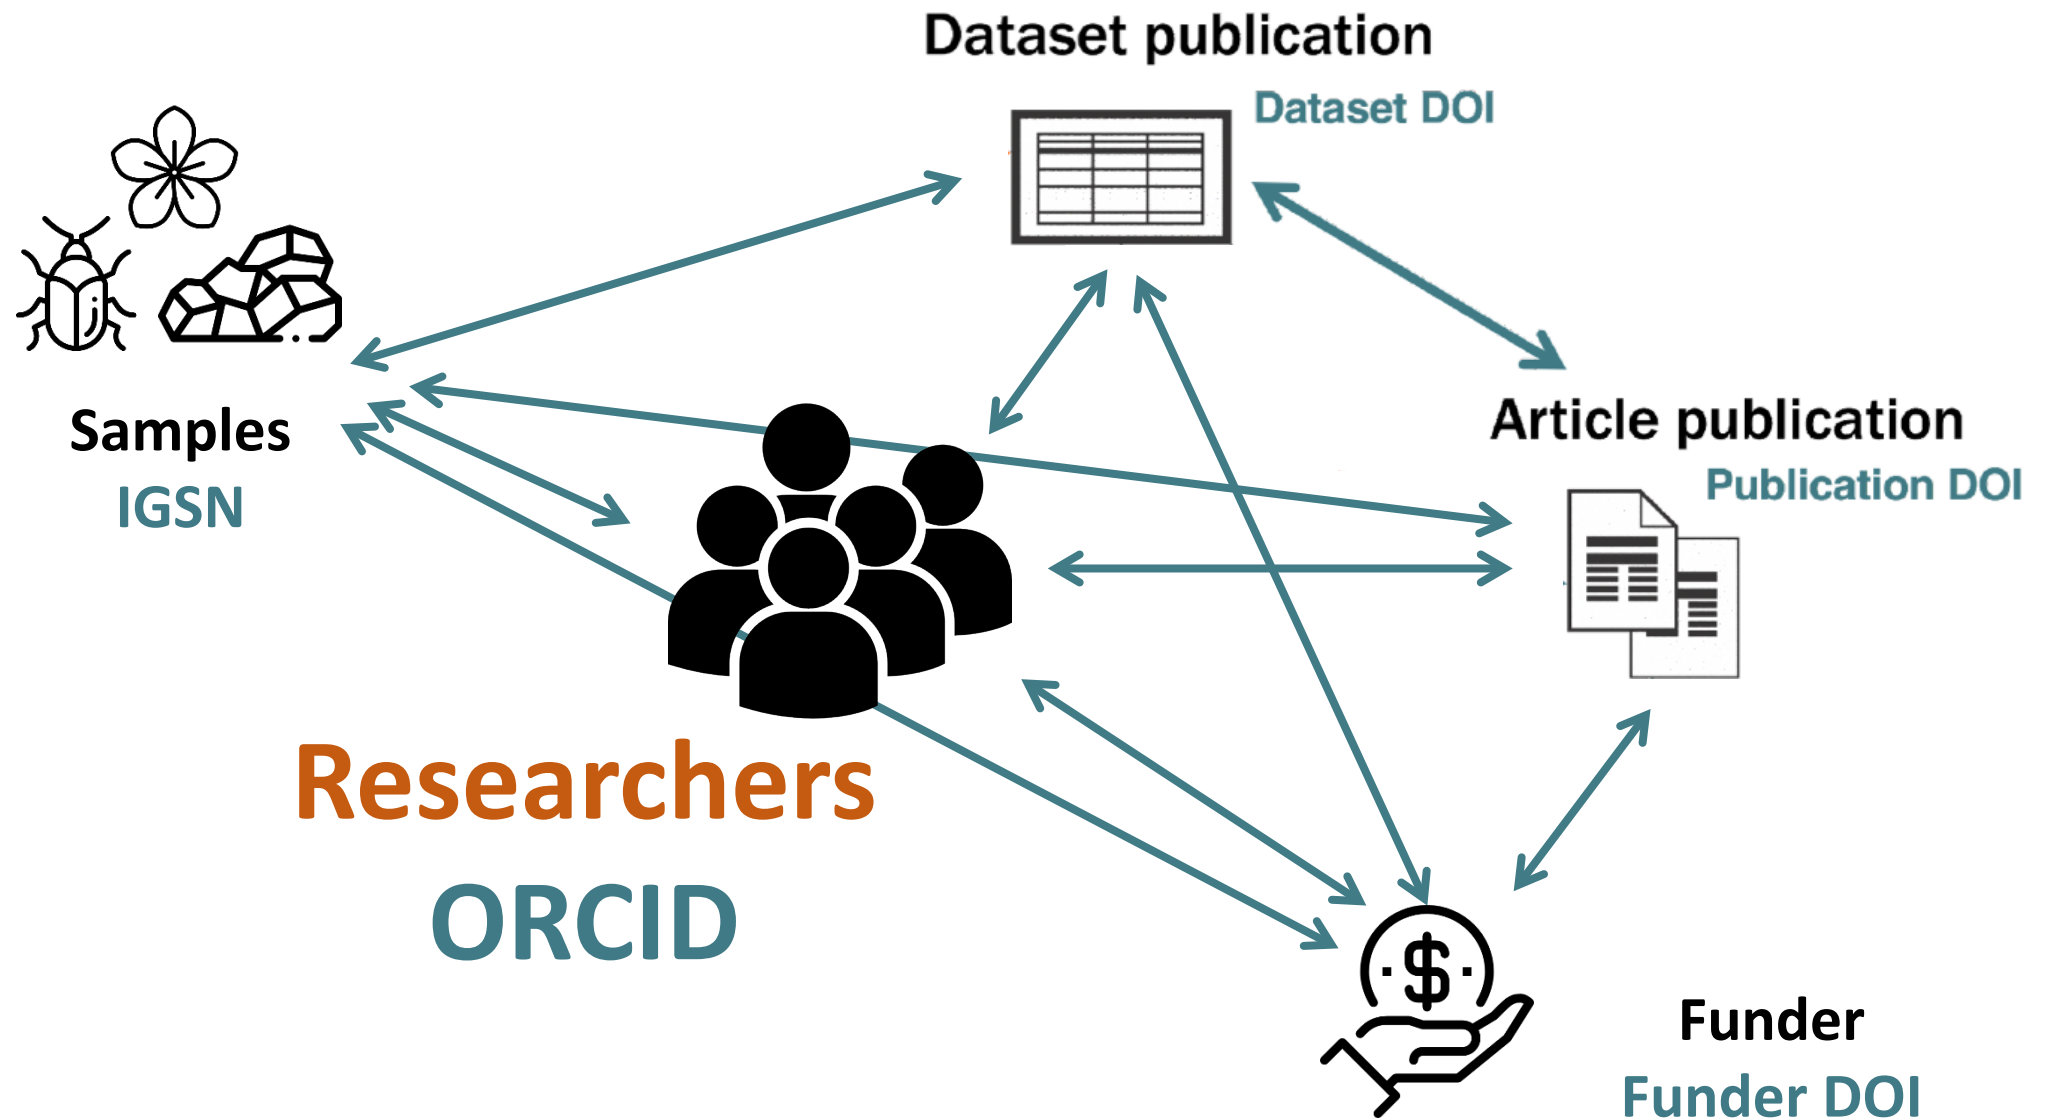 Dataset publication
Dataset DOI
Samples
IGSN
Article publication
Publication DOI
Researchers
ORCID
$
Funder
Funder DOI